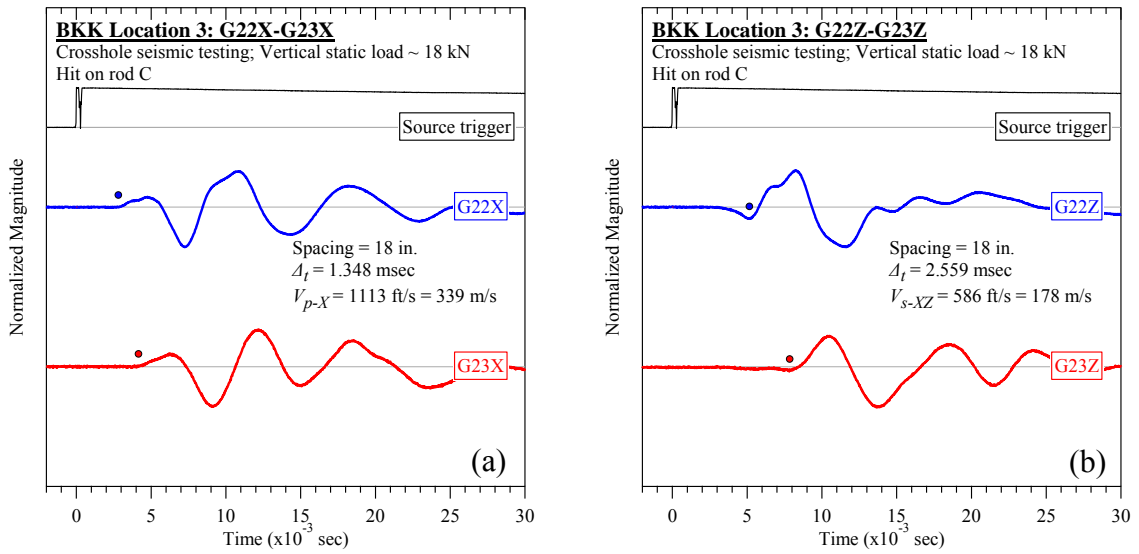 BKK Location 3: G22X-G23X
Crosshole seismic testing; Vertical static load ~ 18 kN
Hit on rod C
Source trigger
G22X
Spacing = 18 in.
Δt = 1.348 msec
Vp-X = 1113 ft/s = 339 m/s
G23X
(a)
Normalized Magnitude
0 5 10 15 20 25 30
Time (x10⁻³ sec)
BKK Location 3: G22Z-G23Z
Crosshole seismic testing; Vertical static load ~ 18 kN
Hit on rod C
Source trigger
G22Z
Spacing = 18 in.
Δt = 2.559 msec
Vs-XZ = 586 ft/s = 178 m/s
G23Z
(b)
Normalized Magnitude
0 5 10 15 20 25 30
Time (x10⁻³ sec)